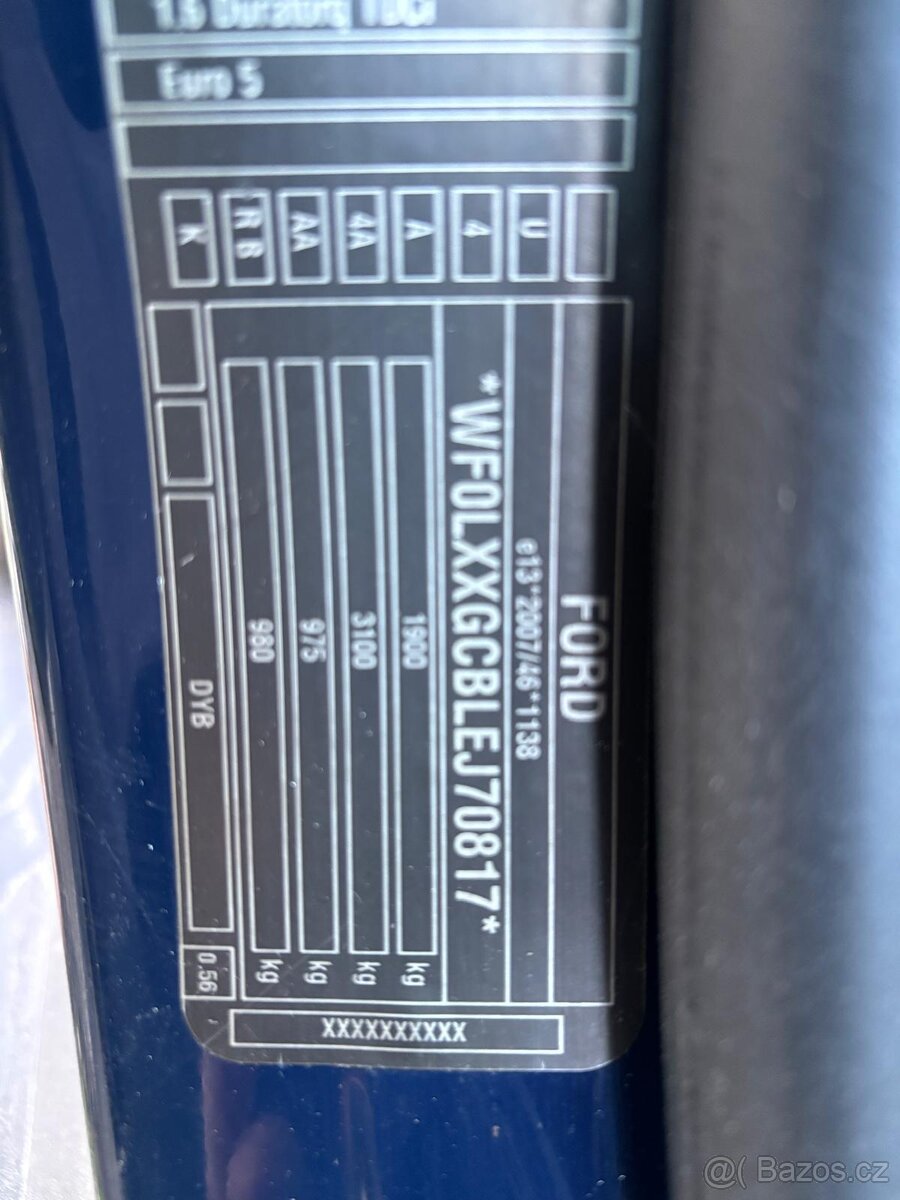 1.6 Duratorq TDCi
Euro 5
K
R B
AA
4A
A
4
U
FORD
e13*2007/46*1138
*WF0LXXGCBLEJ70817*
1900 kg
3100 kg
975 kg
980 kg
DYB
0.56
XXXXXXXXXX
@ Bazos.cz